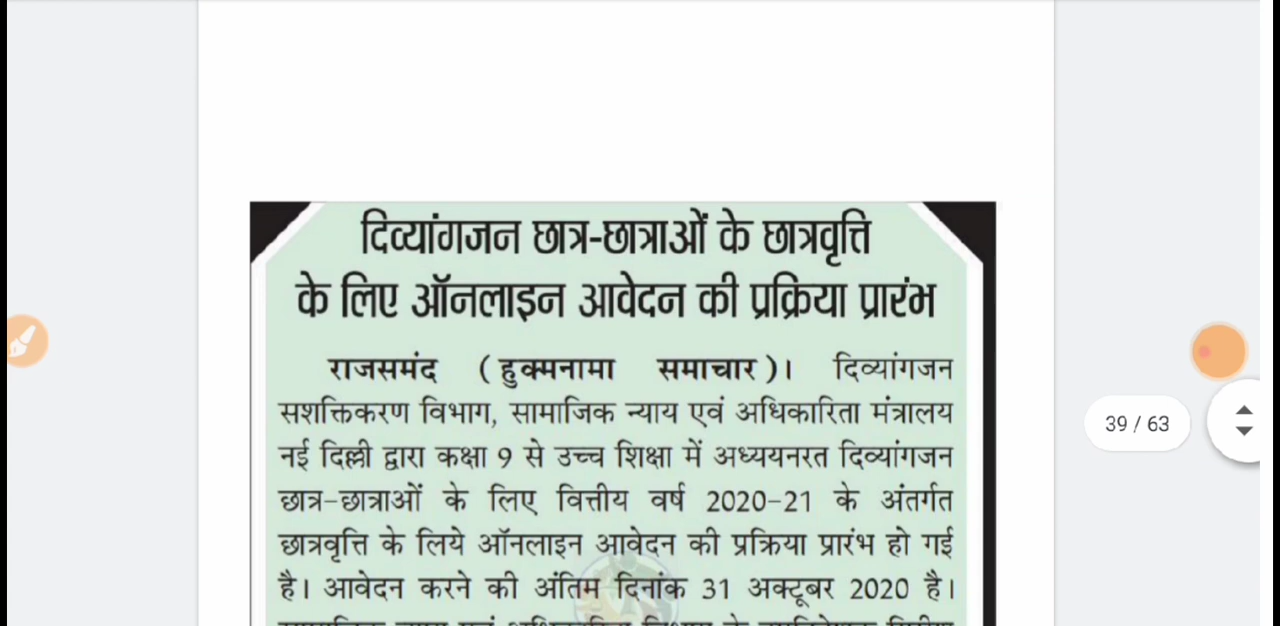 दिव्यांगजन छात्र-छात्राओं के छात्रवृत्ति
के लिए ऑनलाइन आवेदन की प्रक्रिया प्रारंभ
राजसमंद (हुक्मनामा समाचार)। दिव्यांगजन
सशक्तिकरण विभाग, सामाजिक न्याय एवं अधिकारिता मंत्रालय
नई दिल्ली द्वारा कक्षा 9 से उच्च शिक्षा में अध्ययनरत दिव्यांगजन
छात्र-छात्राओं के लिए वित्तीय वर्ष 2020-21 के अंतर्गत
छात्रवृत्ति के लिये ऑनलाइन आवेदन की प्रक्रिया प्रारंभ हो गई
है। आवेदन करने की अंतिम दिनांक 31 अक्टूबर 2020 है।
39 / 63